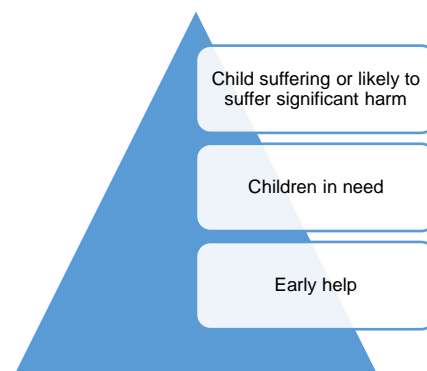 Child suffering or likely to
suffer significant harm
Children in need
Early help